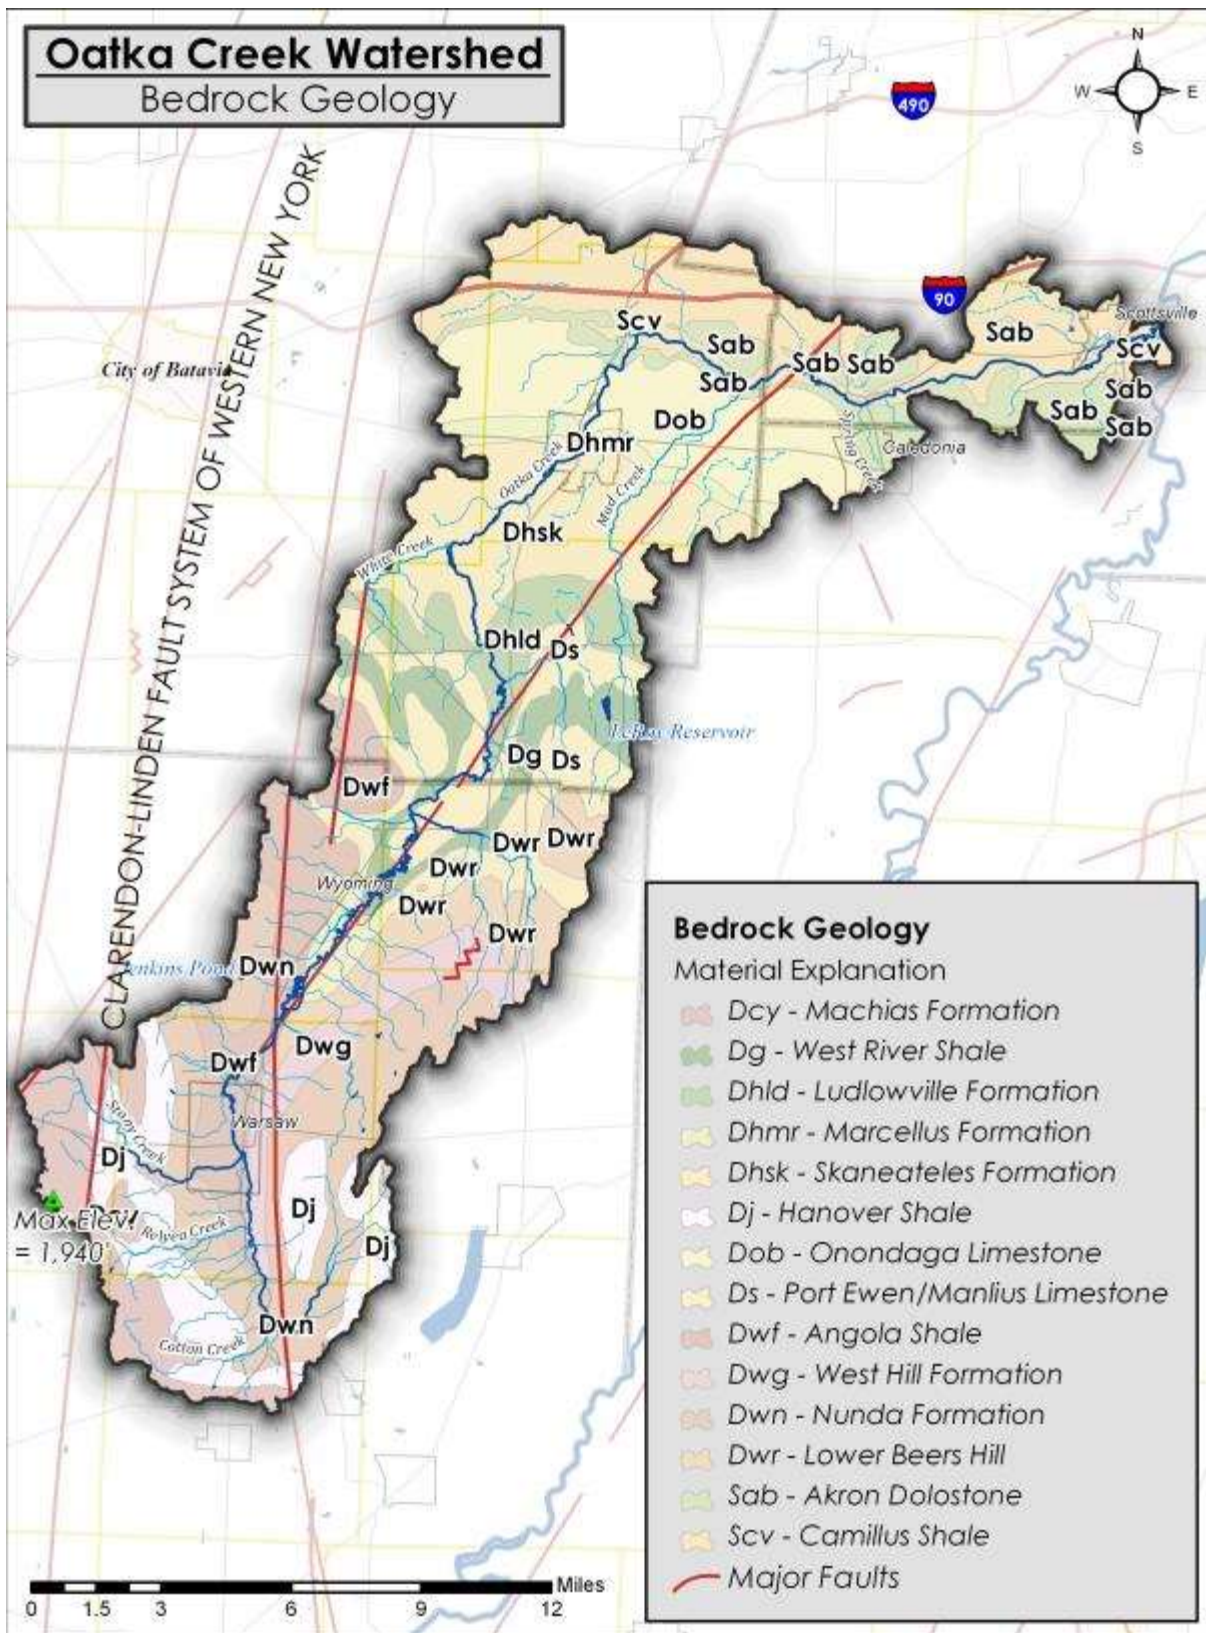 Oatka Creek Watershed
Bedrock Geology
N
W
E
S
490
CLARENDON-LINDEN FAULT SYSTEM OF WESTERN NEW YORK
90
Scottsville
Scv
Sab
Scv
City of Batavia
Sab
Sab
Sab
Sab
Sab
Sab
Sab
Dob
Spring Creek
Caledonia
Dhmr
Oatka Creek
Mud Creek
Dhsk
White Creek
Dhld
Ds
LeRoy Reservoir
Dg
Ds
Dwf
Dwr
Dwr
Dwr
Wyoming
Dwr
Dwr
Jenkins Pond
Dwn
Dwg
Dwf
Stony Creek
Warsaw
Dj
Dj
Max Elev.
= 1,940'
Relyea Creek
Dj
Dwn
Cotton Creek
Bedrock Geology
Material Explanation
Dcy - Machias Formation
Dg - West River Shale
Dhld - Ludlowville Formation
Dhmr - Marcellus Formation
Dhsk - Skaneateles Formation
Dj - Hanover Shale
Dob - Onondaga Limestone
Ds - Port Ewen/Manlius Limestone
Dwf - Angola Shale
Dwg - West Hill Formation
Dwn - Nunda Formation
Dwr - Lower Beers Hill
Sab - Akron Dolostone
Scv - Camillus Shale
Major Faults
Miles
0 1.5 3 6 9 12